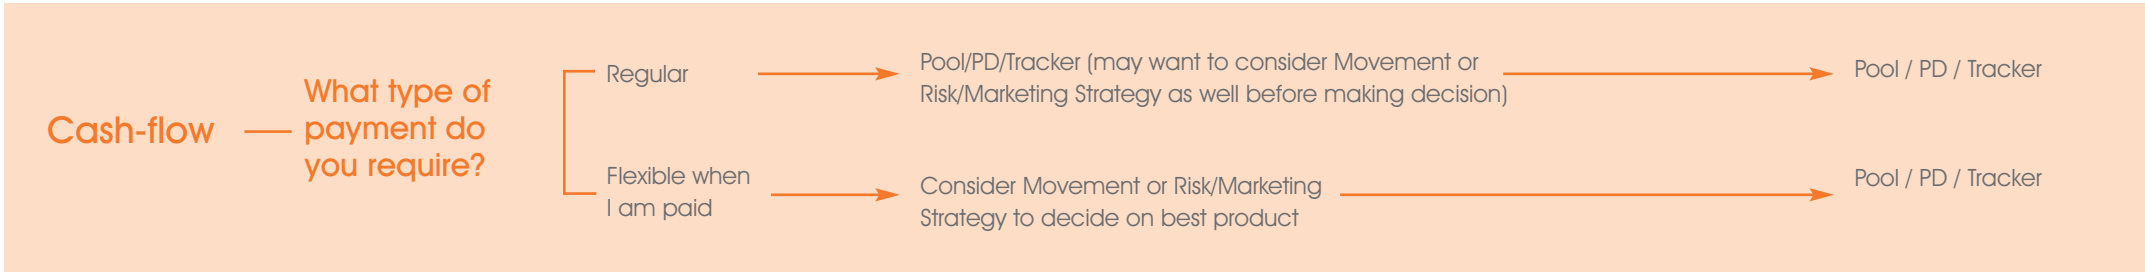 Cash-flow
What type of
payment do
you require?
Regular
Pool/PD/Tracker (may want to consider Movement or
Risk/Marketing Strategy as well before making decision)
Pool / PD / Tracker
Flexible when
I am paid
Consider Movement or Risk/Marketing
Strategy to decide on best product
Pool / PD / Tracker